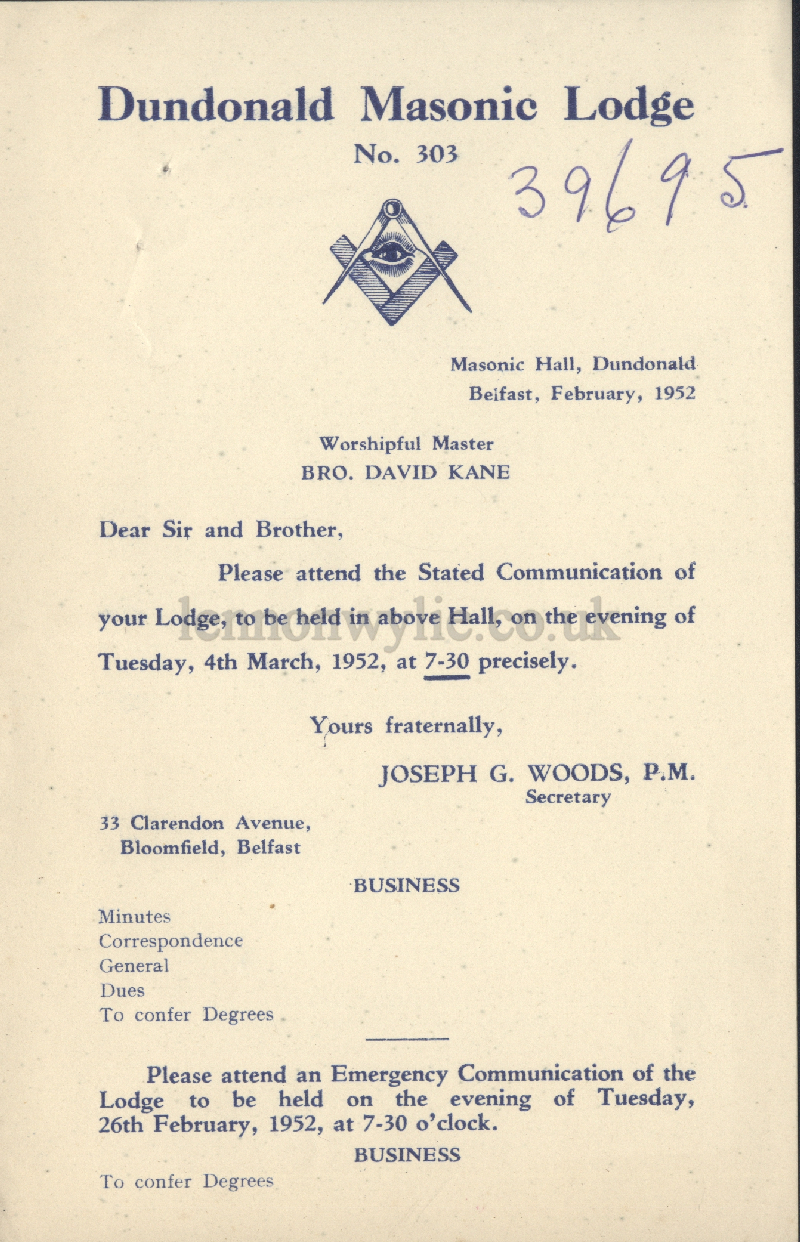 Dundonald Masonic Lodge
No. 303
39695
Masonic Hall, Dundonald
Belfast, February, 1952
Worshipful Master
BRO. DAVID KANE
Dear Sir and Brother,
Please attend the Stated Communication of
your Lodge, to be held in above Hall, on the evening of
lennonwylie.co.uk
Tuesday, 4th March, 1952, at 7-30 precisely.
Yours fraternally,
JOSEPH G. WOODS, P.M.
Secretary
33 Clarendon Avenue,
Bloomfield, Belfast
BUSINESS
Minutes
Correspondence
General
Dues
To confer Degrees
Please attend an Emergency Communication of the
Lodge to be held on the evening of Tuesday,
26th February, 1952, at 7-30 o'clock.
BUSINESS
To confer Degrees